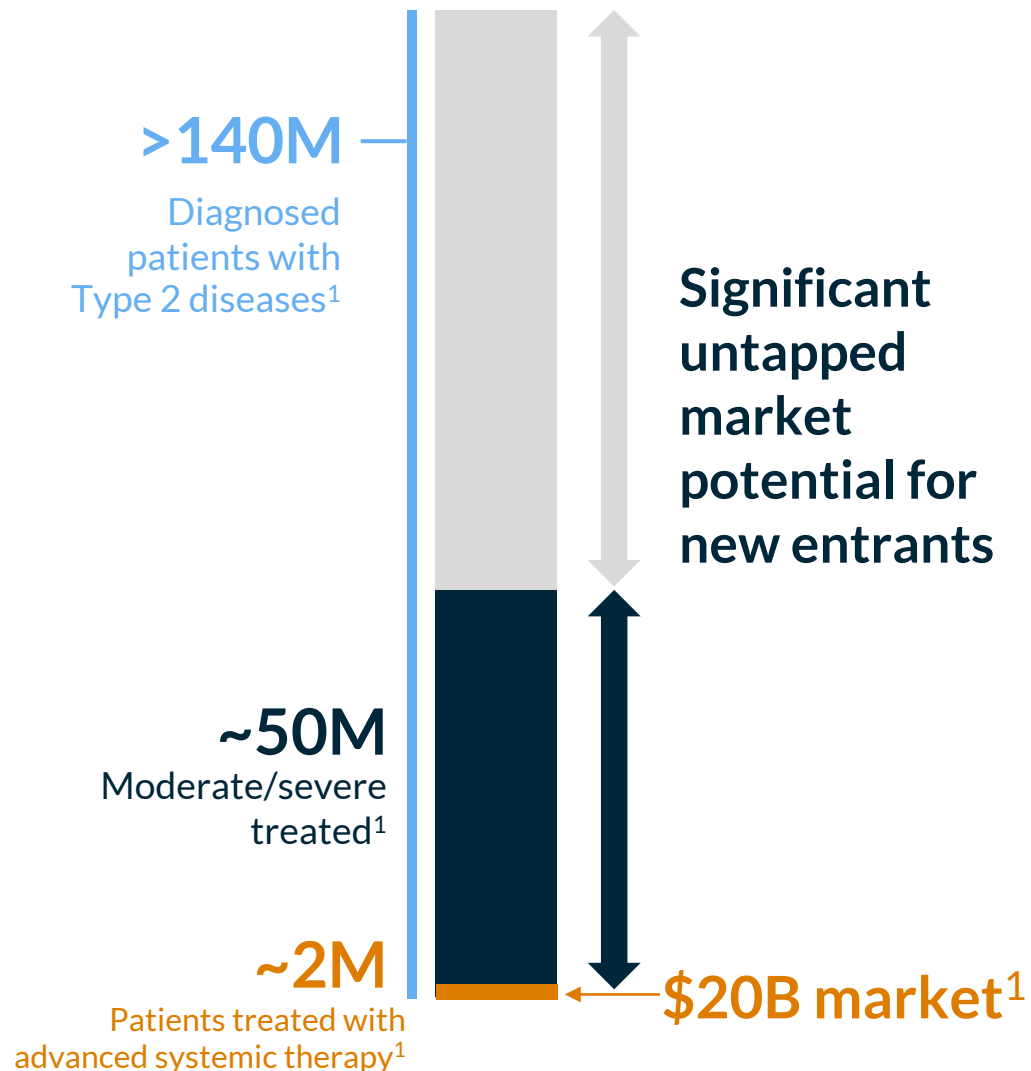 >140M
Diagnosed
patients with
Type 2 diseases¹
Significant
untapped
market
potential for
new entrants
~50M
Moderate/severe
treated¹
~2M
Patients treated with
advanced systemic therapy¹
$20B market¹